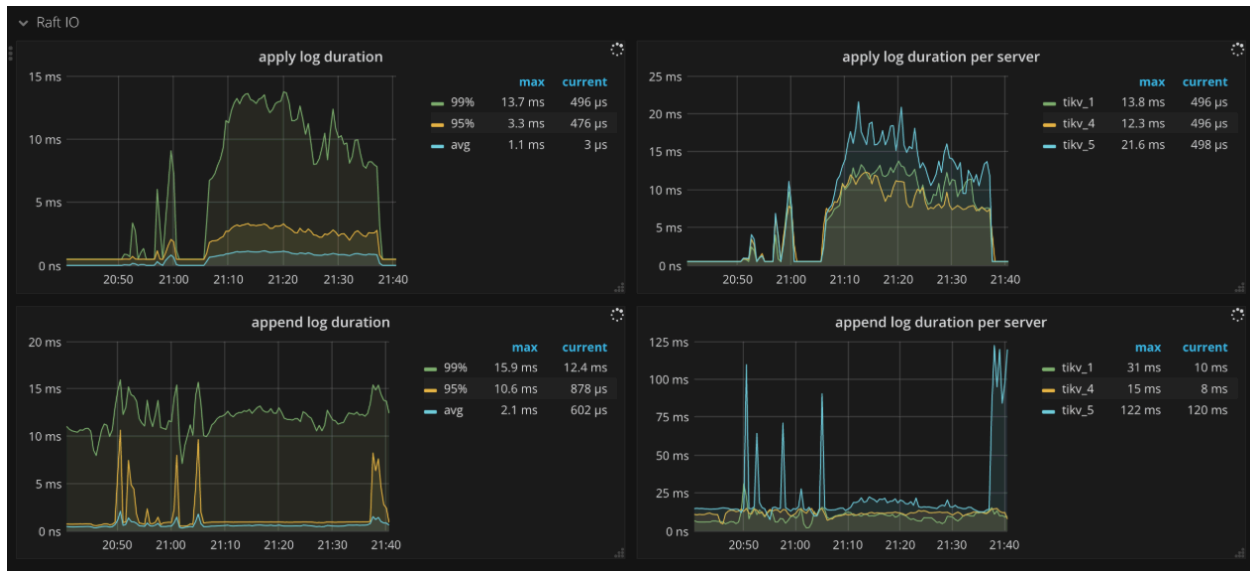 Raft IO
apply log duration
15 ms
10 ms
5 ms
0 ns
20:50 21:00 21:10 21:20 21:30 21:40
max current
99% 13.7 ms 496 µs
95% 3.3 ms 476 µs
avg 1.1 ms 3 µs
apply log duration per server
25 ms
20 ms
15 ms
10 ms
5 ms
0 ns
20:50 21:00 21:10 21:20 21:30 21:40
max current
tikv_1 13.8 ms 496 µs
tikv_4 12.3 ms 496 µs
tikv_5 21.6 ms 498 µs
append log duration
20 ms
15 ms
10 ms
5 ms
0 ns
20:50 21:00 21:10 21:20 21:30 21:40
max current
99% 15.9 ms 12.4 ms
95% 10.6 ms 878 µs
avg 2.1 ms 602 µs
append log duration per server
125 ms
100 ms
75 ms
50 ms
25 ms
0 ns
20:50 21:00 21:10 21:20 21:30 21:40
max current
tikv_1 31 ms 10 ms
tikv_4 15 ms 8 ms
tikv_5 122 ms 120 ms